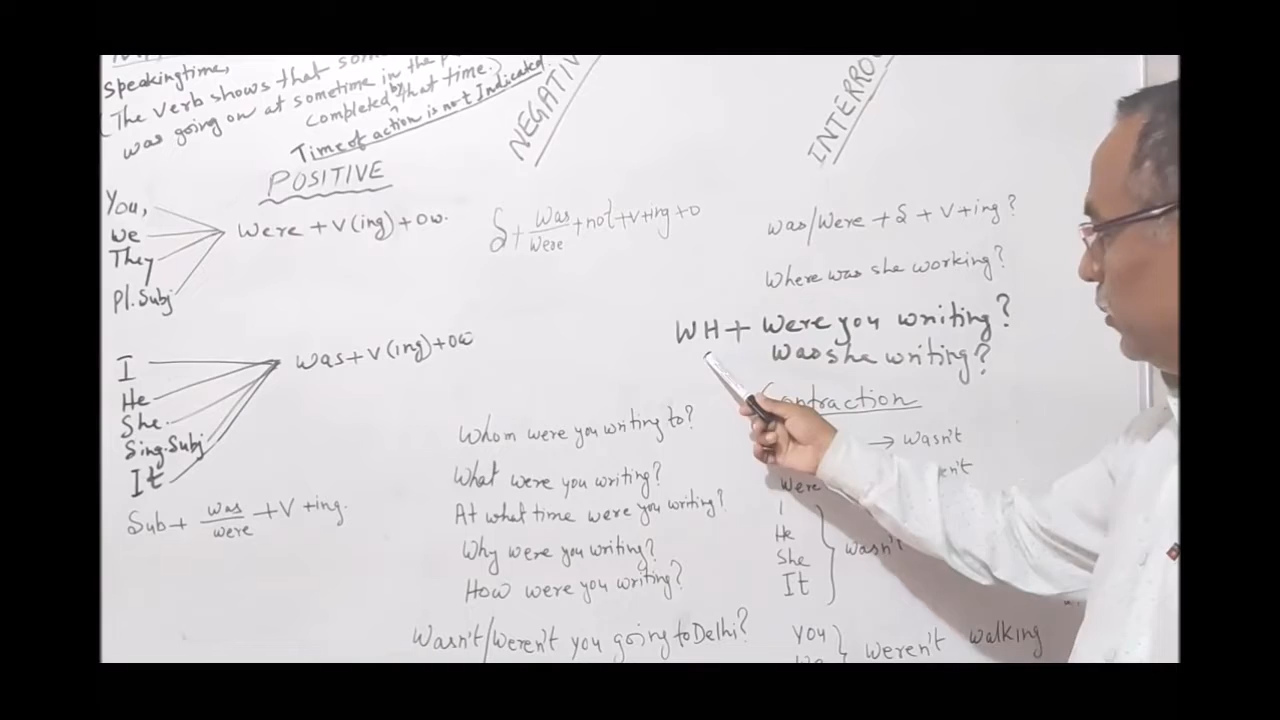 speaking time,
(The verb shows that
was going on at sometime in the
completed by that time.)
Time of action is not Indicated.
POSITIVE
You,
We
They
Pl. Subj
were + V (ing) + ow.
I
He
She
Sing. Subj
It
was + V (ing) + ow
Sub + was/were + V + ing.
NEGATIV
S + was/were + not + v + ing + O
Whom were you writing to?
What were you writing?
At what time were you writing?
Why were you writing?
How were you writing?
Wasn't/Weren't you going to Delhi?
INTERRO
was/were + S + V + ing?
Where was she working?
WH + were you writing?
was she writing?
Contraction
→ wasn't
were
I
He
She
It
wasn't
you
weren't walking